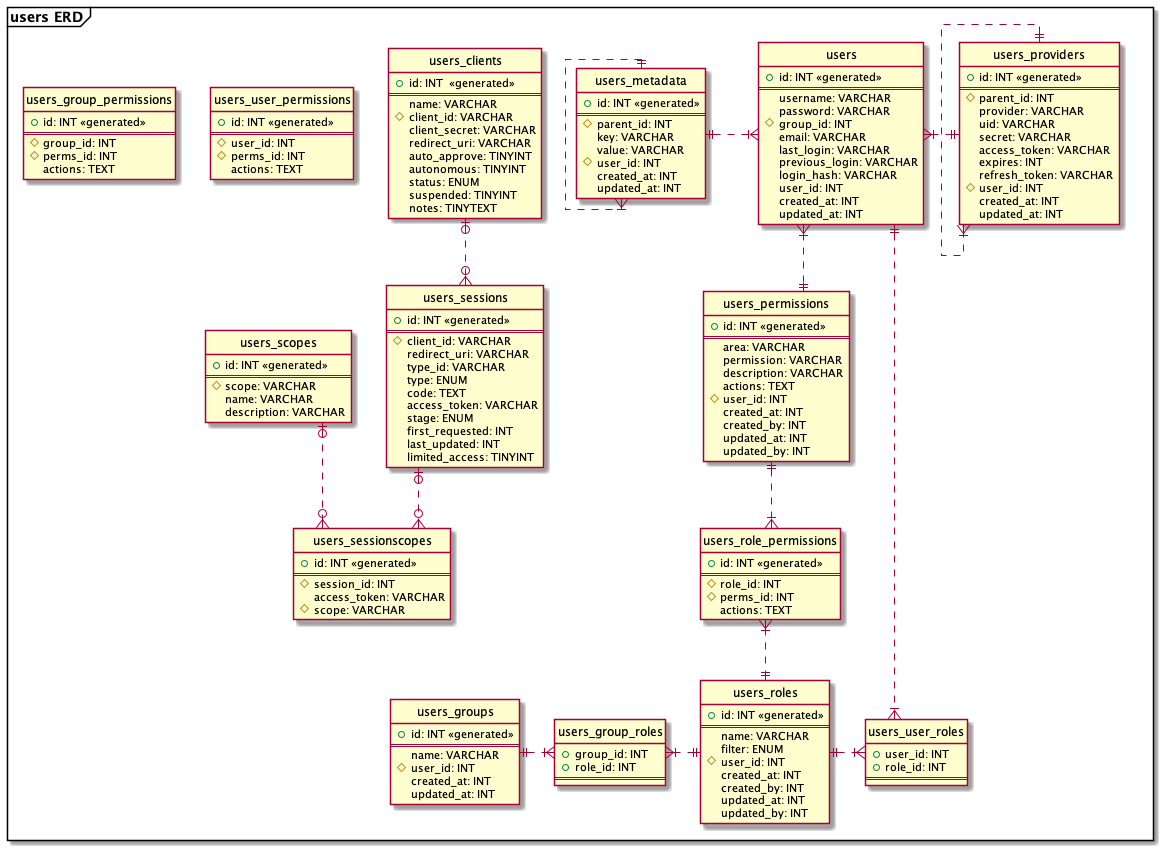 users ERD
users_group_permissions
id: INT «generated»
group_id: INT
perms_id: INT
actions: TEXT
users_user_permissions
id: INT «generated»
user_id: INT
perms_id: INT
actions: TEXT
users_clients
id: INT «generated»
name: VARCHAR
client_id: VARCHAR
client_secret: VARCHAR
redirect_uri: VARCHAR
auto_approve: TINYINT
autonomous: TINYINT
status: ENUM
suspended: TINYINT
notes: TINYTEXT
users_metadata
id: INT «generated»
parent_id: INT
key: VARCHAR
value: VARCHAR
user_id: INT
created_at: INT
updated_at: INT
users
id: INT «generated»
username: VARCHAR
password: VARCHAR
group_id: INT
email: VARCHAR
last_login: VARCHAR
previous_login: VARCHAR
login_hash: VARCHAR
user_id: INT
created_at: INT
updated_at: INT
users_providers
id: INT «generated»
parent_id: INT
provider: VARCHAR
uid: VARCHAR
secret: VARCHAR
access_token: VARCHAR
expires: INT
refresh_token: VARCHAR
user_id: INT
created_at: INT
updated_at: INT
users_scopes
id: INT «generated»
scope: VARCHAR
name: VARCHAR
description: VARCHAR
users_sessions
id: INT «generated»
client_id: VARCHAR
redirect_uri: VARCHAR
type_id: VARCHAR
type: ENUM
code: TEXT
access_token: VARCHAR
stage: ENUM
first_requested: INT
last_updated: INT
limited_access: TINYINT
users_permissions
id: INT «generated»
area: VARCHAR
permission: VARCHAR
description: VARCHAR
actions: TEXT
user_id: INT
created_at: INT
created_by: INT
updated_at: INT
updated_by: INT
users_sessionscopes
id: INT «generated»
session_id: INT
access_token: VARCHAR
scope: VARCHAR
users_role_permissions
id: INT «generated»
role_id: INT
perms_id: INT
actions: TEXT
users_groups
id: INT «generated»
name: VARCHAR
user_id: INT
created_at: INT
updated_at: INT
users_group_roles
group_id: INT
role_id: INT
users_roles
id: INT «generated»
name: VARCHAR
filter: ENUM
user_id: INT
created_at: INT
created_by: INT
updated_at: INT
updated_by: INT
users_user_roles
user_id: INT
role_id: INT